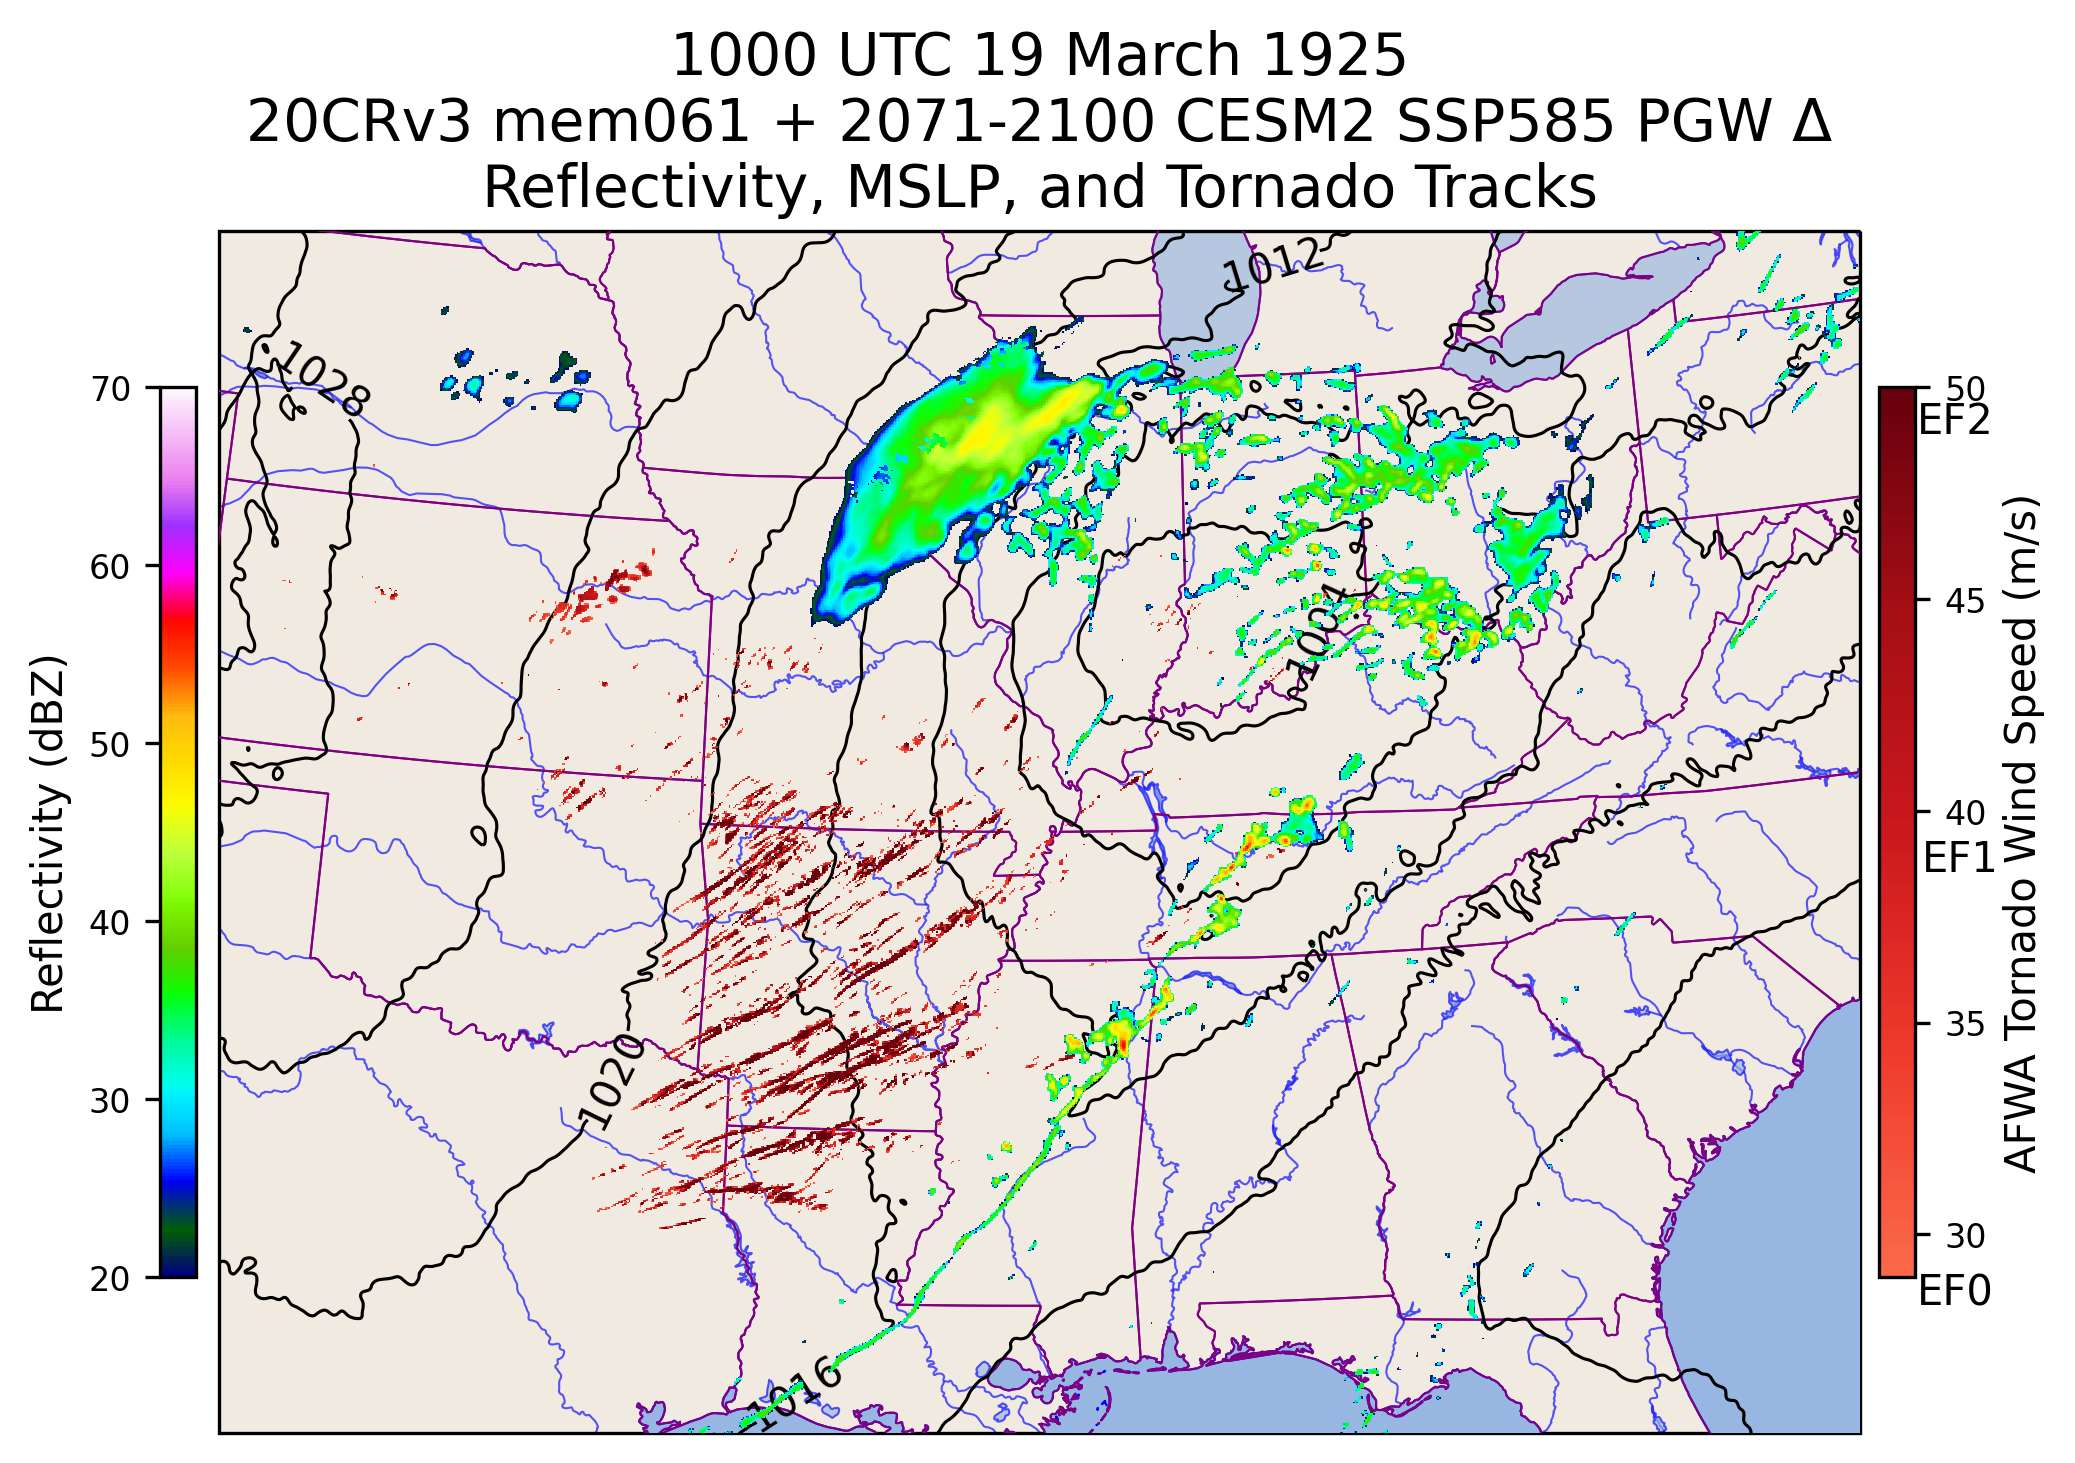 1000 UTC 19 March 1925
20CRv3 mem061 + 2071-2100 CESM2 SSP585 PGW Δ
Reflectivity, MSLP, and Tornado Tracks
70
60
50
40
30
20
Reflectivity (dBZ)
1012
1028
1004
1020
1016
50
EF2
45
40
EF1
35
30
EF0
AFWA Tornado Wind Speed (m/s)